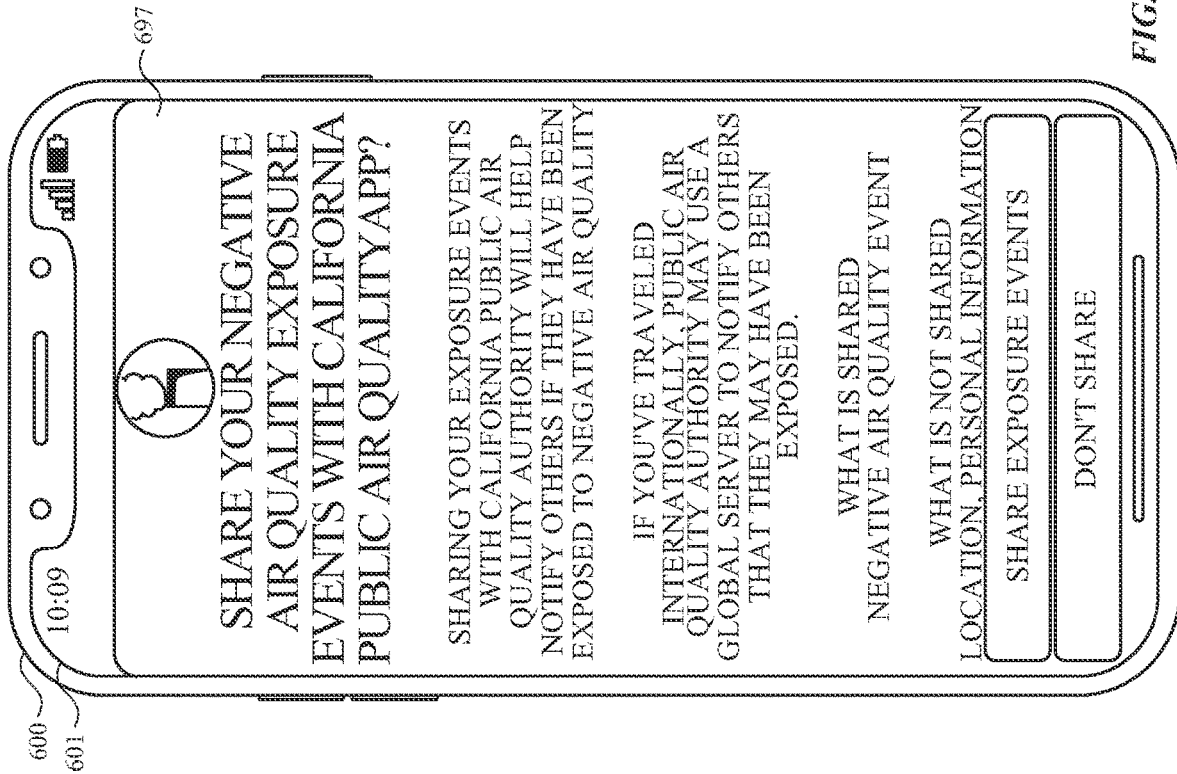 600
601
10:09
697
SHARE YOUR NEGATIVE
AIR QUALITY EXPOSURE
EVENTS WITH CALIFORNIA
PUBLIC AIR QUALITY APP?
SHARING YOUR EXPOSURE EVENTS
WITH CALIFORNIA PUBLIC AIR
QUALITY AUTHORITY WILL HELP
NOTIFY OTHERS IF THEY HAVE BEEN
EXPOSED TO NEGATIVE AIR QUALITY
IF YOU'VE TRAVELED
INTERNATIONALLY, PUBLIC AIR
QUALITY AUTHORITY MAY USE A
GLOBAL SERVER TO NOTIFY OTHERS
THAT THEY MAY HAVE BEEN
EXPOSED.
WHAT IS SHARED
NEGATIVE AIR QUALITY EVENT
WHAT IS NOT SHARED
LOCATION, PERSONAL INFORMATION
SHARE EXPOSURE EVENTS
DON'T SHARE
FIG.